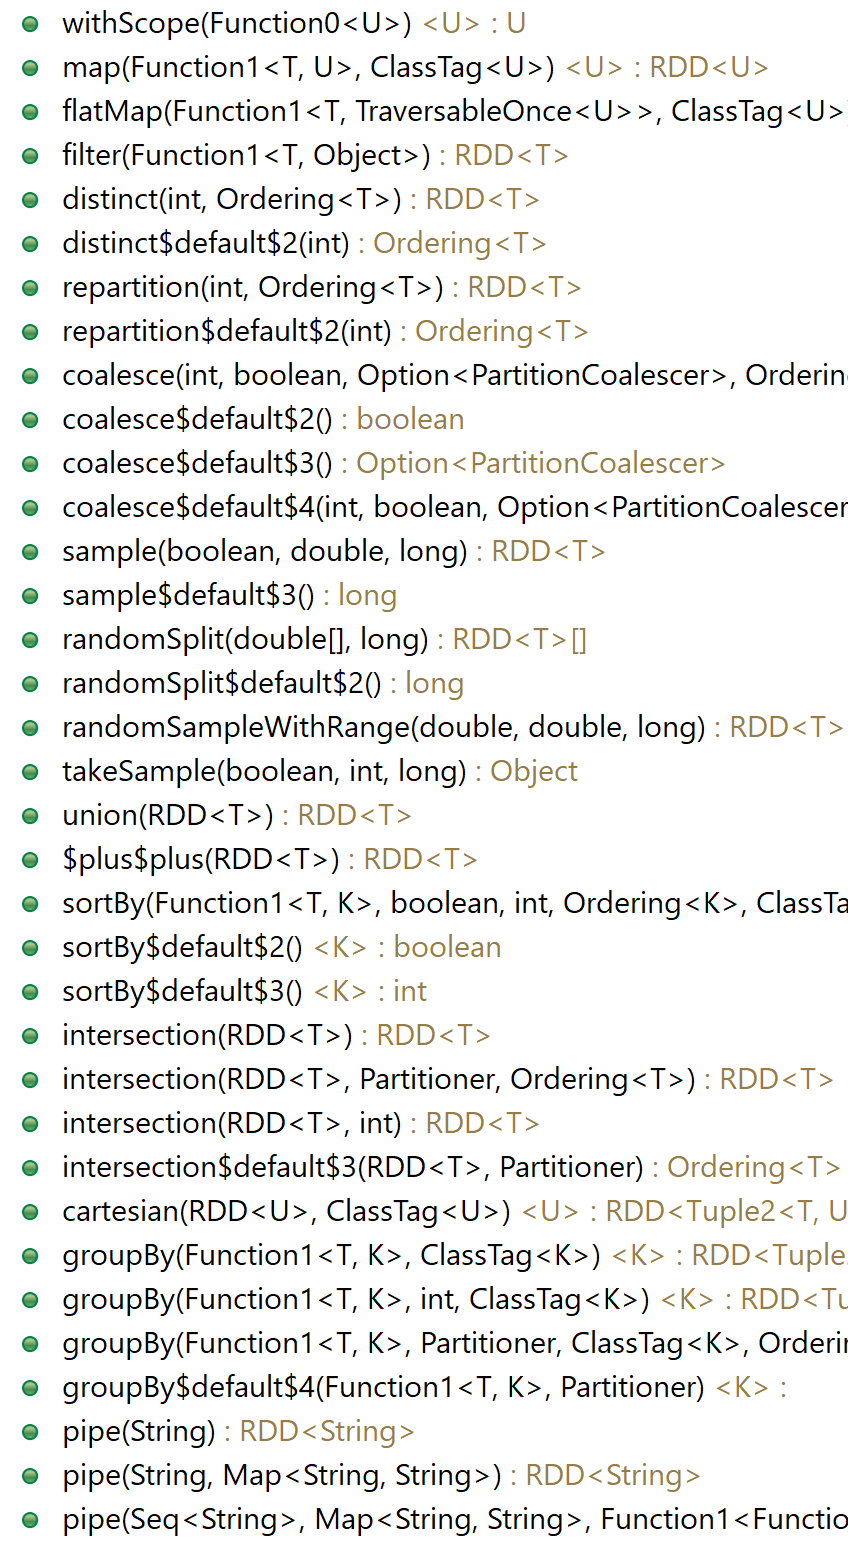 withScope(Function0<U>) <U> : U
map(Function1<T, U>, ClassTag<U>) <U> : RDD<U>
flatMap(Function1<T, TraversableOnce<U>>, ClassTag<U>)
filter(Function1<T, Object>) : RDD<T>
distinct(int, Ordering<T>) : RDD<T>
distinct$default$2(int) : Ordering<T>
repartition(int, Ordering<T>) : RDD<T>
repartition$default$2(int) : Ordering<T>
coalesce(int, boolean, Option<PartitionCoalescer>, Orderin
coalesce$default$2() : boolean
coalesce$default$3() : Option<PartitionCoalescer>
coalesce$default$4(int, boolean, Option<PartitionCoalescer
sample(boolean, double, long) : RDD<T>
sample$default$3() : long
randomSplit(double[], long) : RDD<T>[]
randomSplit$default$2() : long
randomSampleWithRange(double, double, long) : RDD<T>
takeSample(boolean, int, long) : Object
union(RDD<T>) : RDD<T>
$plus$plus(RDD<T>) : RDD<T>
sortBy(Function1<T, K>, boolean, int, Ordering<K>, ClassTa
sortBy$default$2() <K> : boolean
sortBy$default$3() <K> : int
intersection(RDD<T>) : RDD<T>
intersection(RDD<T>, Partitioner, Ordering<T>) : RDD<T>
intersection(RDD<T>, int) : RDD<T>
intersection$default$3(RDD<T>, Partitioner) : Ordering<T>
cartesian(RDD<U>, ClassTag<U>) <U> : RDD<Tuple2<T, U
groupBy(Function1<T, K>, ClassTag<K>) <K> : RDD<Tuple
groupBy(Function1<T, K>, int, ClassTag<K>) <K> : RDD<Tu
groupBy(Function1<T, K>, Partitioner, ClassTag<K>, Orderin
groupBy$default$4(Function1<T, K>, Partitioner) <K> :
pipe(String) : RDD<String>
pipe(String, Map<String, String>) : RDD<String>
pipe(Seq<String>, Map<String, String>, Function1<Functio